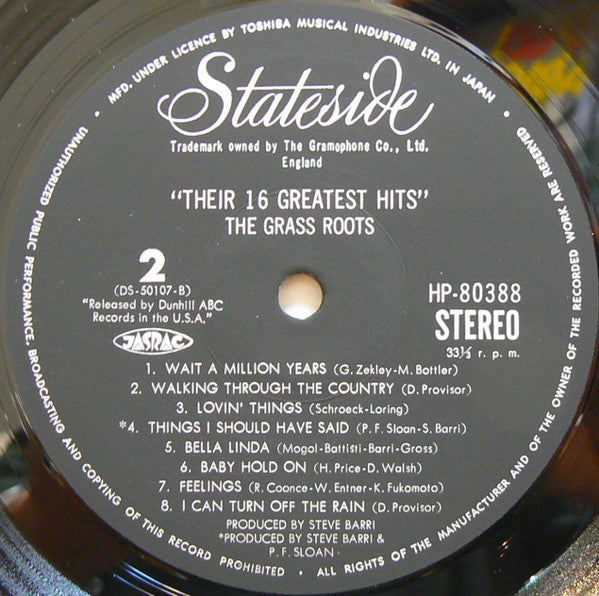 • MFD. UNDER LICENCE BY TOSHIBA MUSICAL INDUSTRIES LTD. IN JAPAN •
Stateside
Trademark owned by The Gramophone Co., Ltd.
England
"THEIR 16 GREATEST HITS"
THE GRASS ROOTS
2
(DS-50107-B)
"Released by Dunhill ABC
Records in the U.S.A."
JASRAC
HP-80388
STEREO
33⅓ r. p. m.
1. WAIT A MILLION YEARS (G. Zekley-M. Bottler)
2. WALKING THROUGH THE COUNTRY (D. Provisor)
3. LOVIN' THINGS (Schroeck-Loring)
*4. THINGS I SHOULD HAVE SAID (P. F. Sloan-S. Barri)
5. BELLA LINDA (Mogol-Battisti-Barri-Gross)
6. BABY HOLD ON (H. Price-D. Walsh)
7. FEELINGS (R. Coonce-W. Entner-K. Fukomoto)
8. I CAN TURN OFF THE RAIN (D. Provisor)
PRODUCED BY STEVE BARRI
*PRODUCED BY STEVE BARRI &
P. F. SLOAN
UNAUTHORIZED PUBLIC PERFORMANCE, BROADCASTING AND COPYING OF THIS RECORD PROHIBITED • ALL RIGHTS OF THE MANUFACTURER AND OF THE OWNER OF THE RECORDED WORK ARE RESERVED